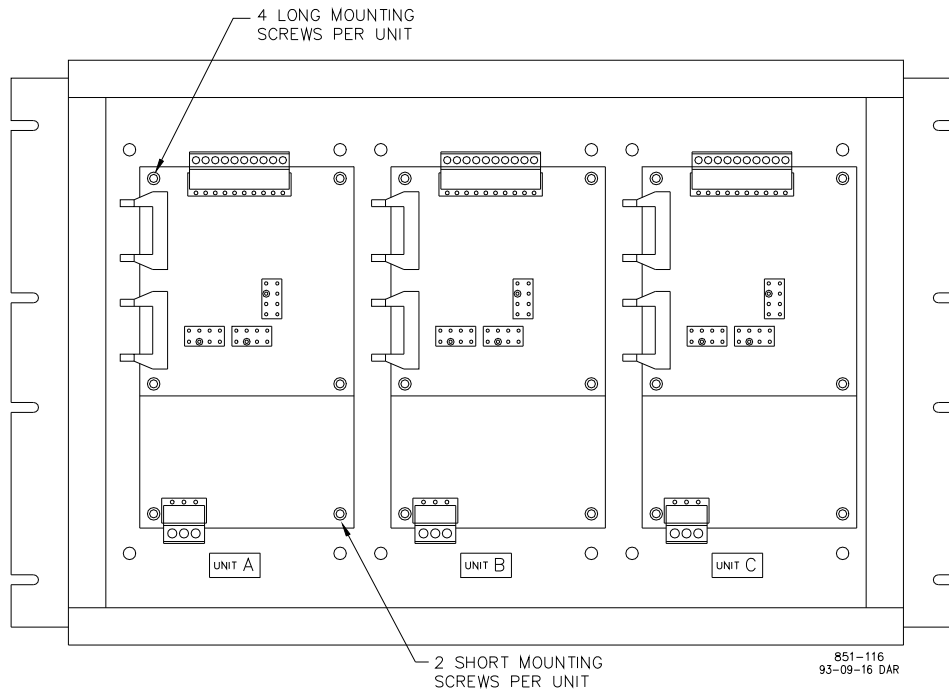 4 LONG MOUNTING
SCREWS PER UNIT
UNIT A
UNIT B
UNIT C
2 SHORT MOUNTING
SCREWS PER UNIT
851-116
93-09-16 DAR